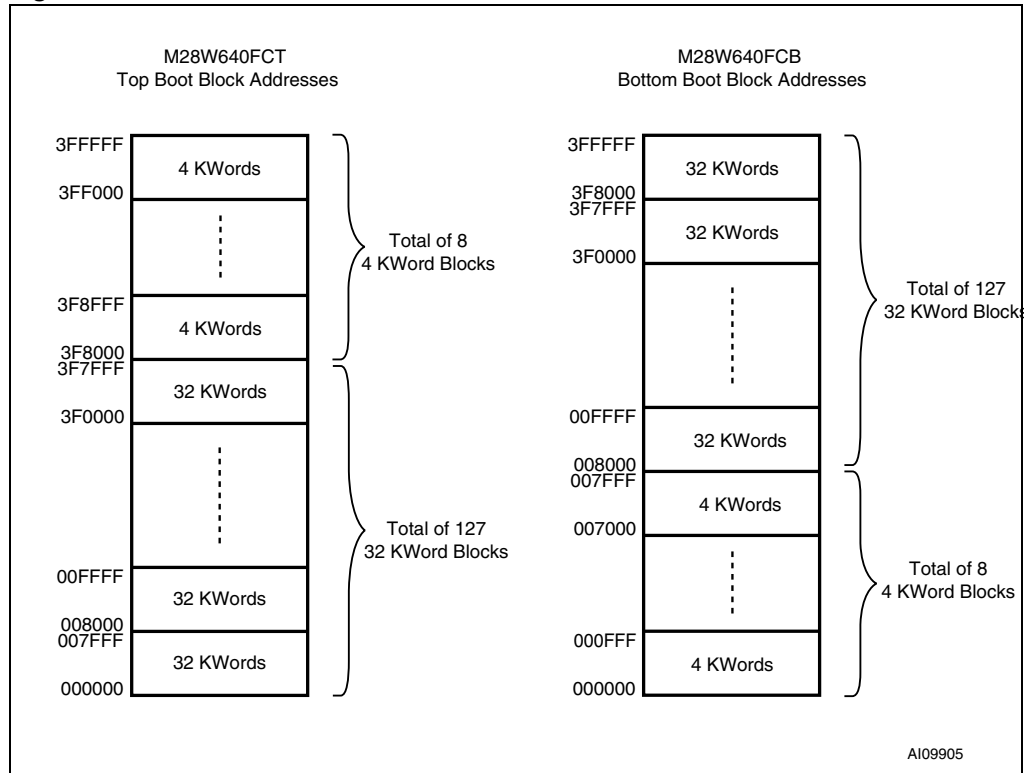 M28W640FCT
Top Boot Block Addresses
3FFFFF
4 KWords
3FF000
Total of 8
4 KWord Blocks
3F8FFF
4 KWords
3F8000
3F7FFF
32 KWords
3F0000
Total of 127
32 KWord Blocks
00FFFF
32 KWords
008000
007FFF
32 KWords
000000
M28W640FCB
Bottom Boot Block Addresses
3FFFFF
32 KWords
3F8000
3F7FFF
32 KWords
3F0000
Total of 127
32 KWord Blocks
00FFFF
32 KWords
008000
007FFF
4 KWords
007000
Total of 8
4 KWord Blocks
000FFF
4 KWords
000000
AI09905